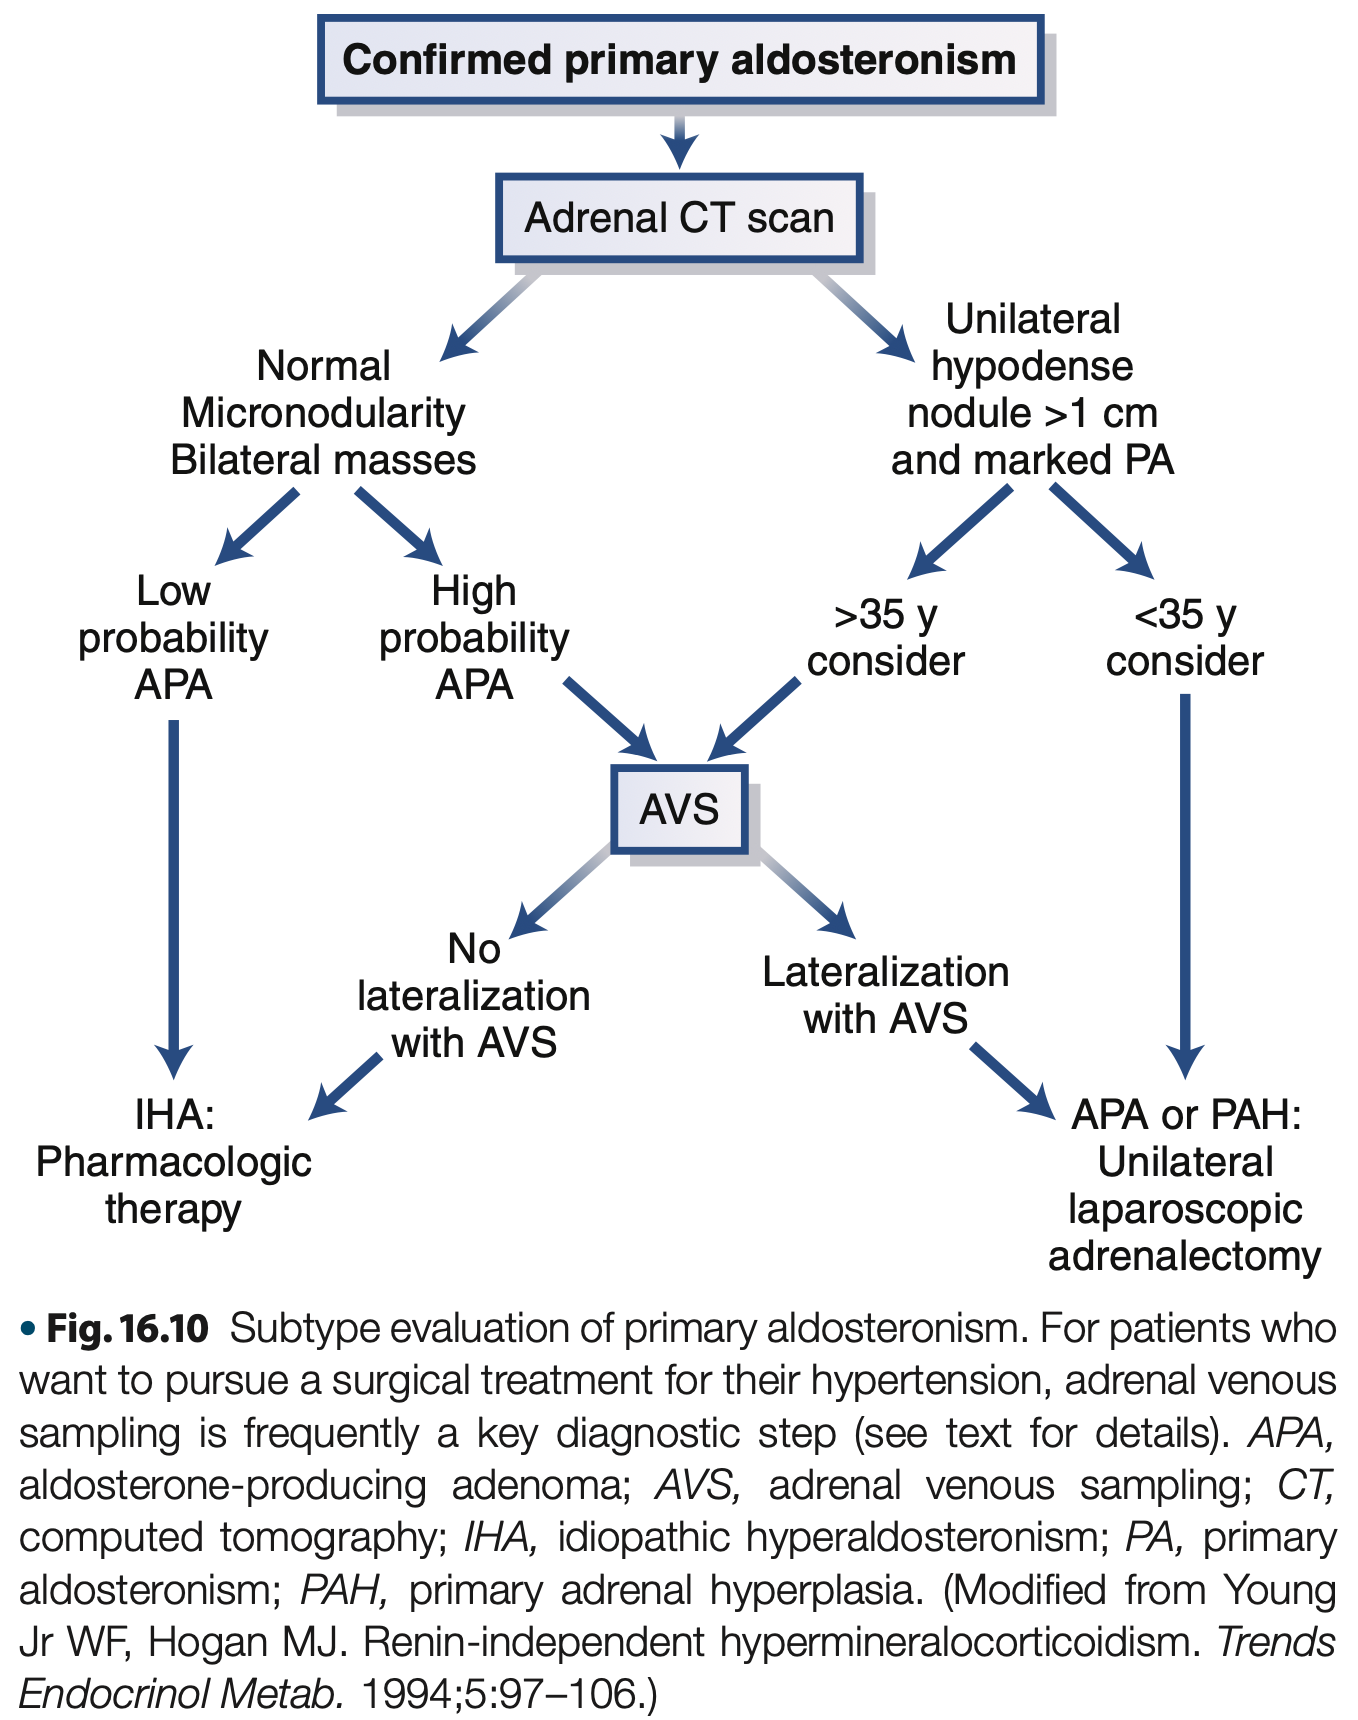 Confirmed primary aldosteronism
Adrenal CT scan
Normal
Micronodularity
Bilateral masses
Unilateral
hypodense
nodule >1 cm
and marked PA
Low
probability
APA
High
probability
APA
>35 y
consider
<35 y
consider
AVS
No
lateralization
with AVS
Lateralization
with AVS
IHA:
Pharmacologic
therapy
APA or PAH:
Unilateral
laparoscopic
adrenalectomy
• Fig. 16.10 Subtype evaluation of primary aldosteronism. For patients who
want to pursue a surgical treatment for their hypertension, adrenal venous
sampling is frequently a key diagnostic step (see text for details). APA,
aldosterone-producing adenoma; AVS, adrenal venous sampling; CT,
computed tomography; IHA, idiopathic hyperaldosteronism; PA, primary
aldosteronism; PAH, primary adrenal hyperplasia. (Modified from Young
Jr WF, Hogan MJ. Renin-independent hypermineralocorticoidism. Trends
Endocrinol Metab. 1994;5:97–106.)